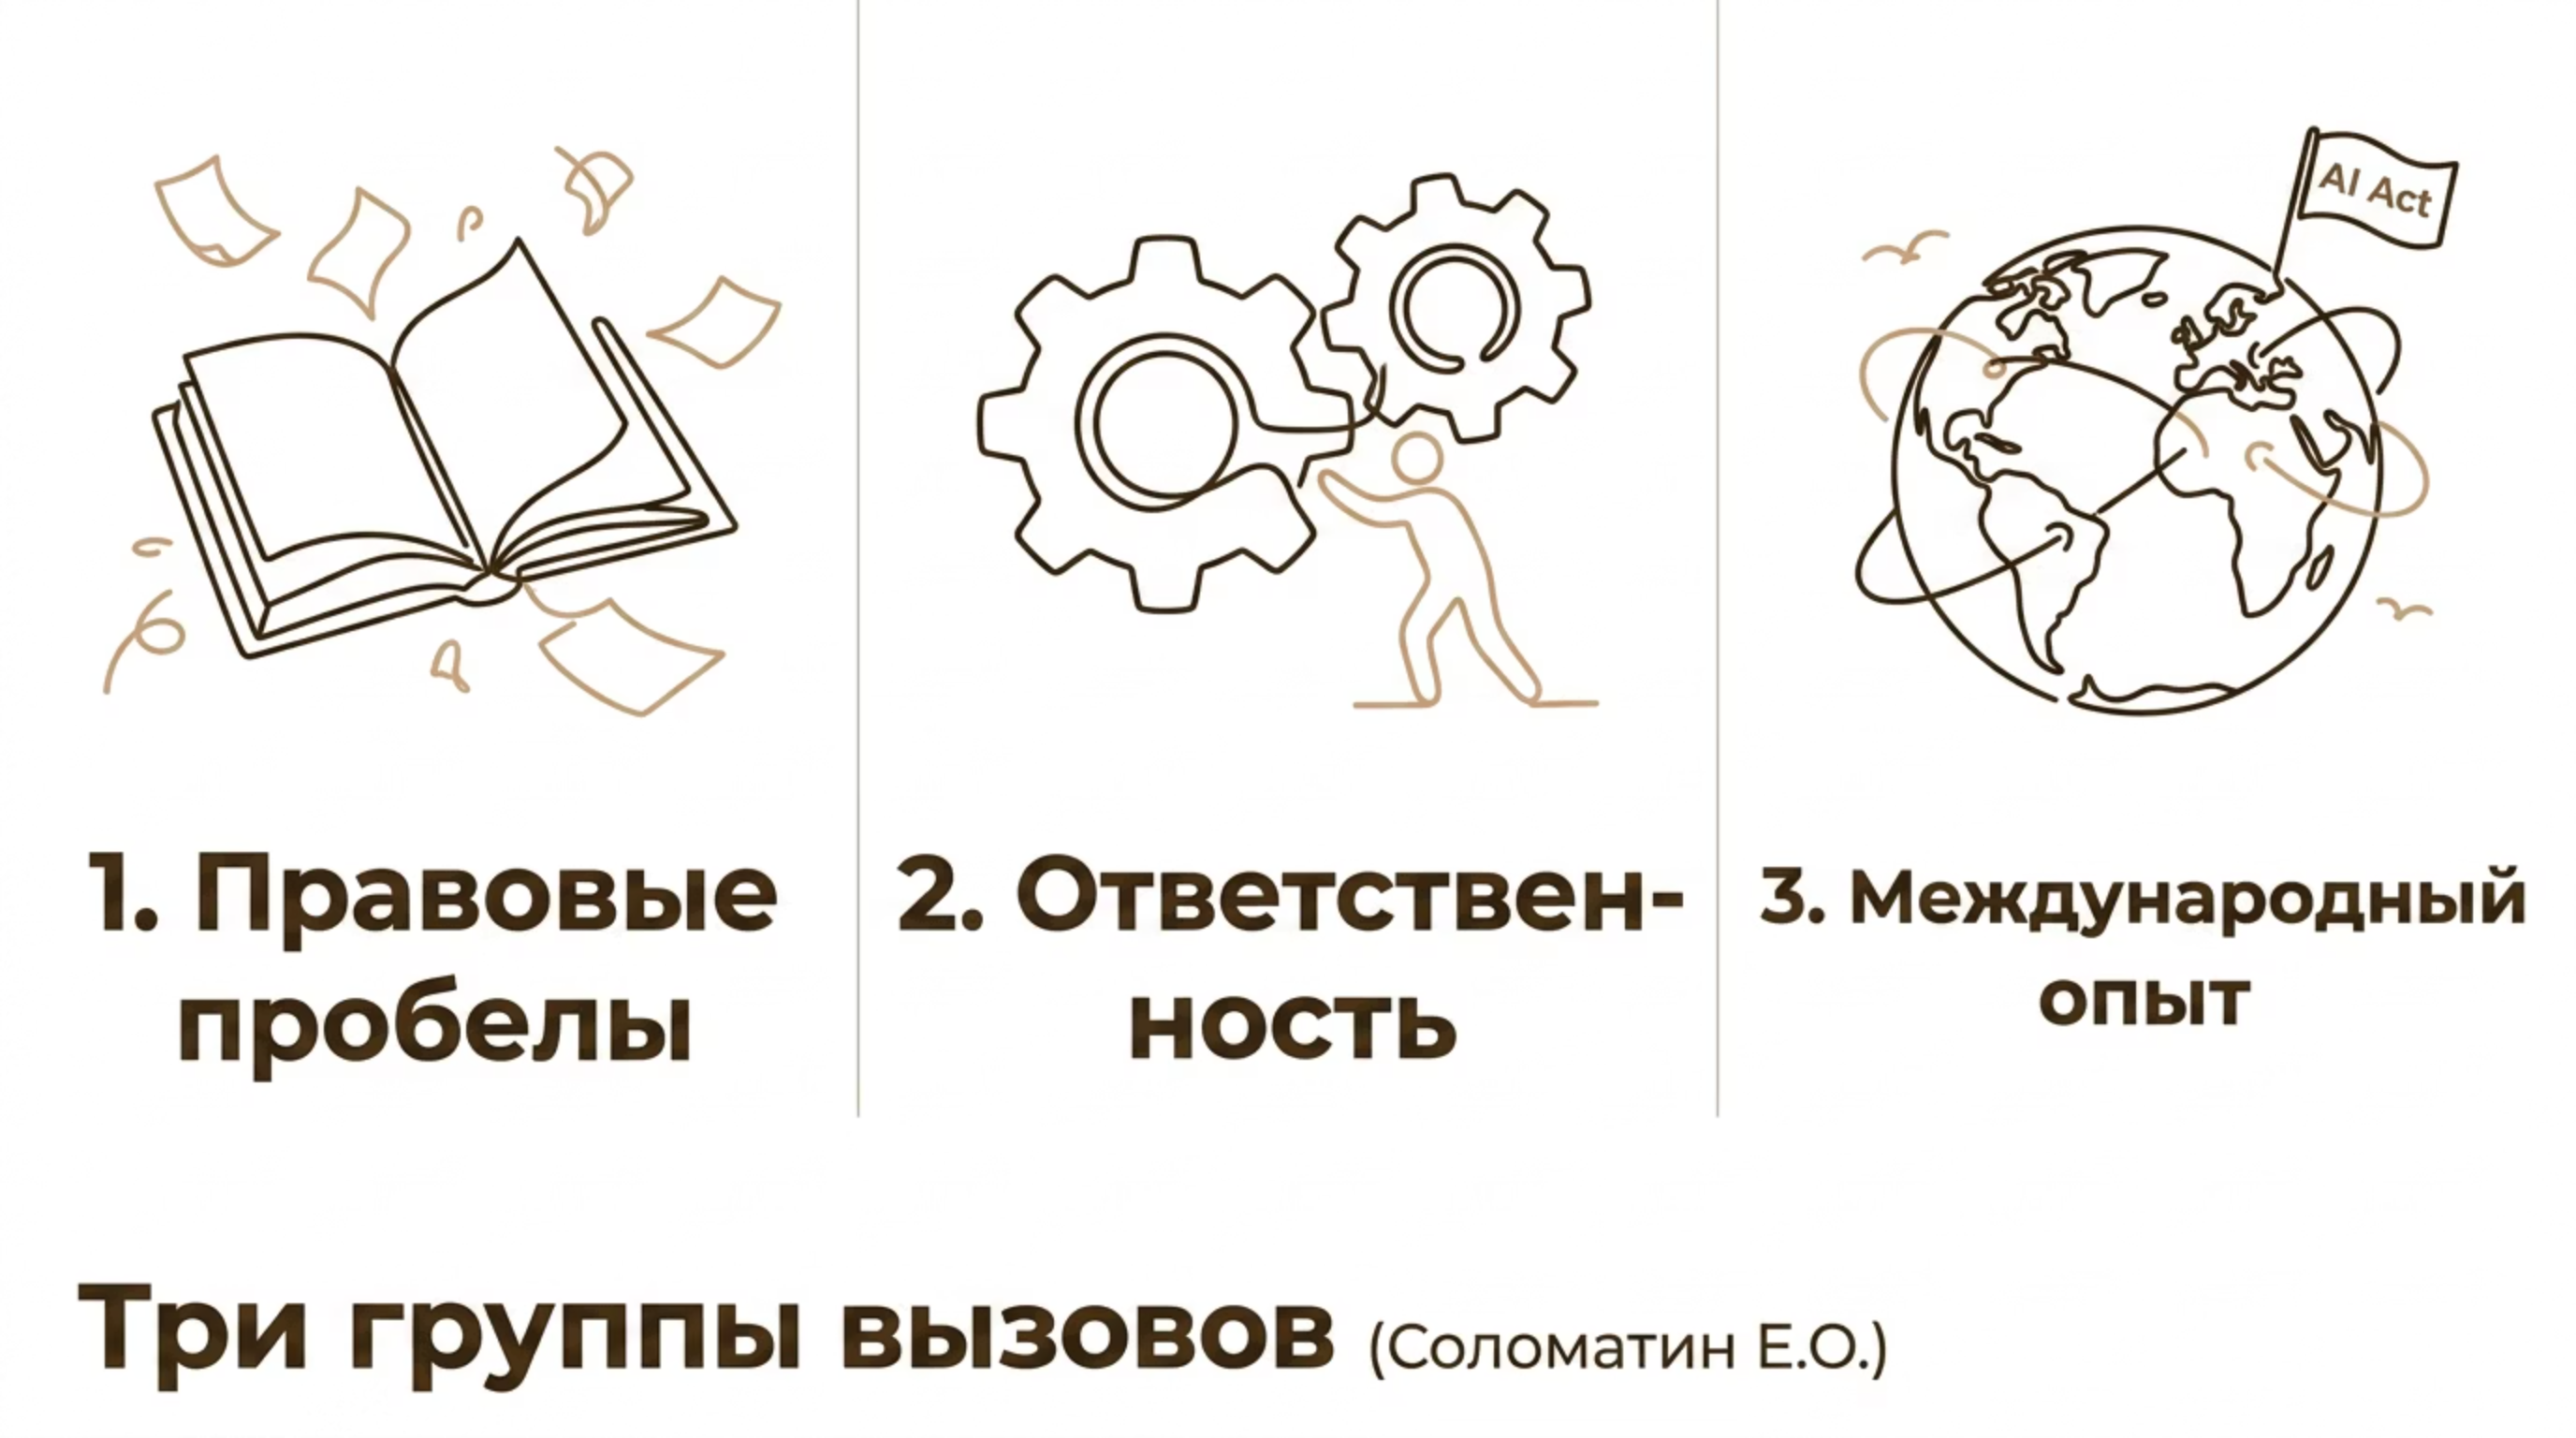 AI Act
1. Правовые
пробелы
2. Ответствен-
ность
3. Международный
опыт
Три группы вызовов (Соломатин Е.О.)